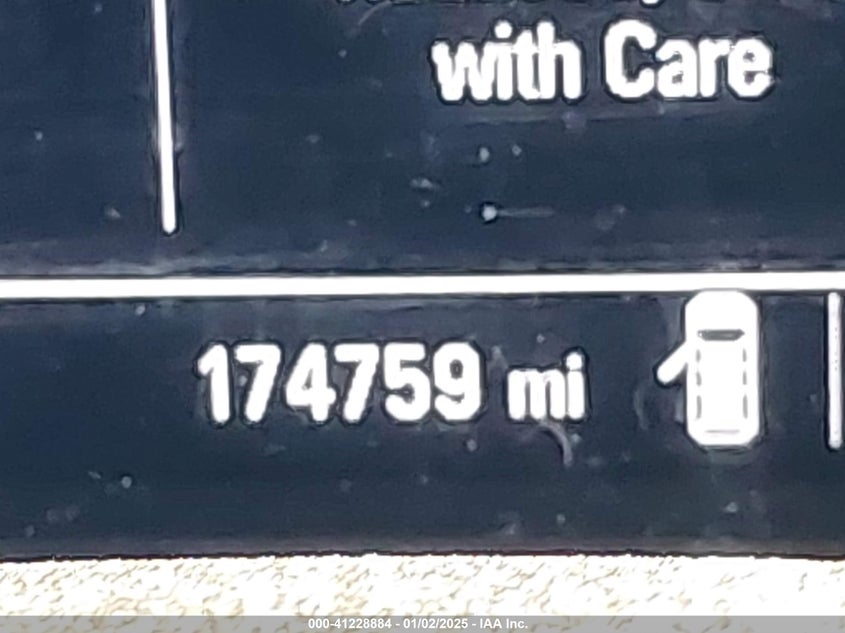 with Care
174759 mi
000-41228884 - 01/02/2025 - IAA Inc.